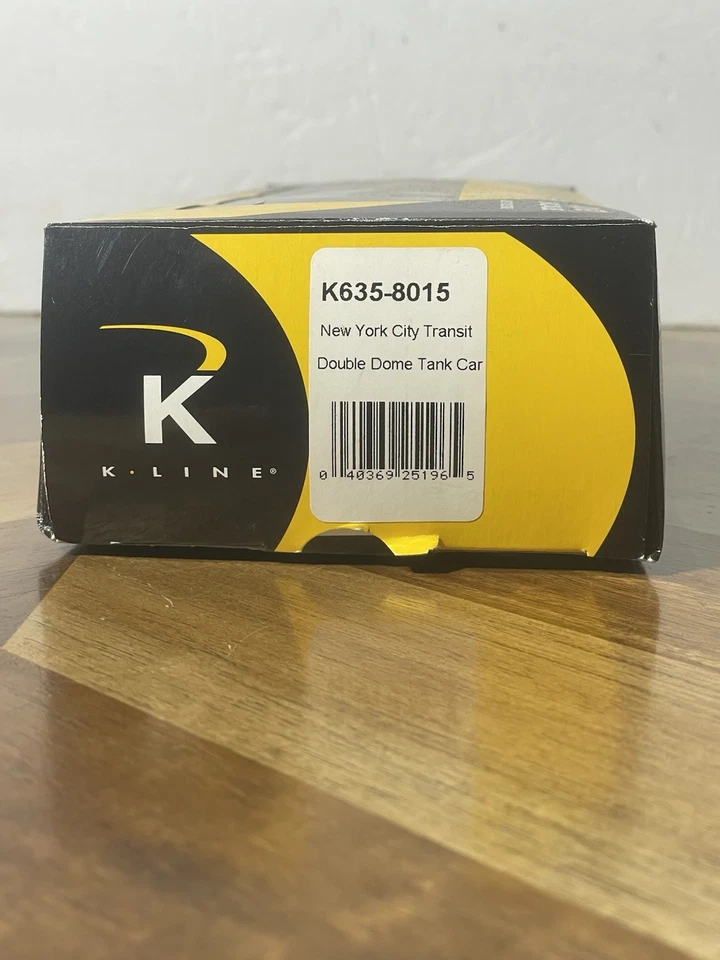 K635-8015
New York City Transit
Double Dome Tank Car
0 40369 25196 5
K
K·LINE®